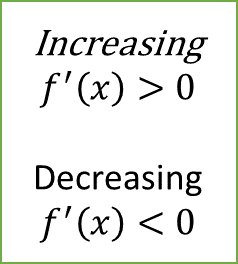 Increasing
f'(x) > 0
Decreasing
f'(x) < 0